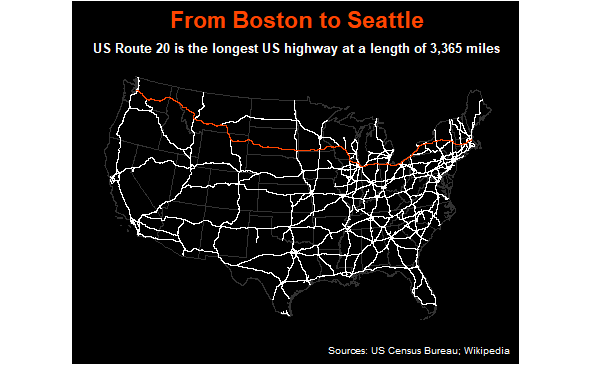 From Boston to Seattle
US Route 20 is the longest US highway at a length of 3,365 miles
Sources: US Census Bureau; Wikipedia